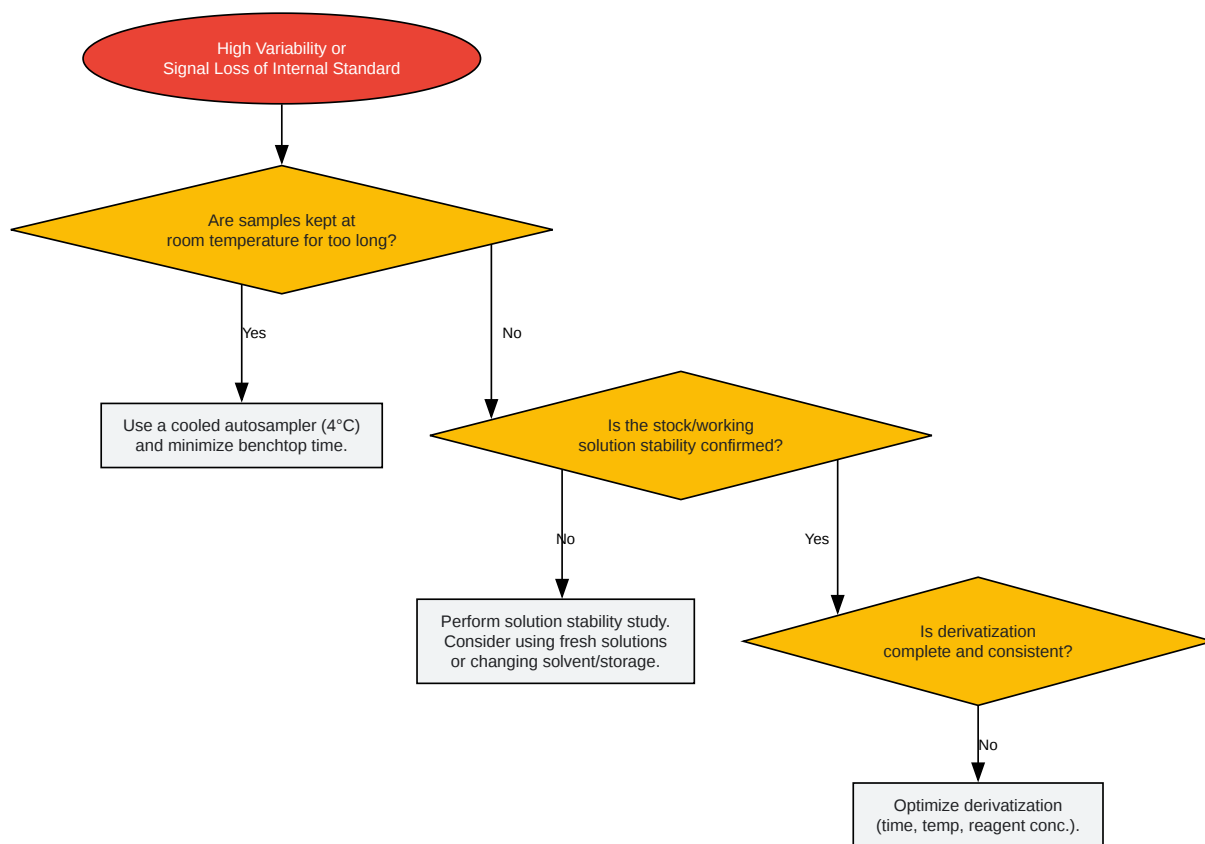 High Variability or
Signal Loss of Internal Standard
Are samples kept at
room temperature for too long?
Yes
No
Use a cooled autosampler (4°C)
and minimize benchtop time.
Is the stock/working
solution stability confirmed?
No
Yes
Perform solution stability study.
Consider using fresh solutions
or changing solvent/storage.
Is derivatization
complete and consistent?
No
Optimize derivatization
(time, temp, reagent conc.).